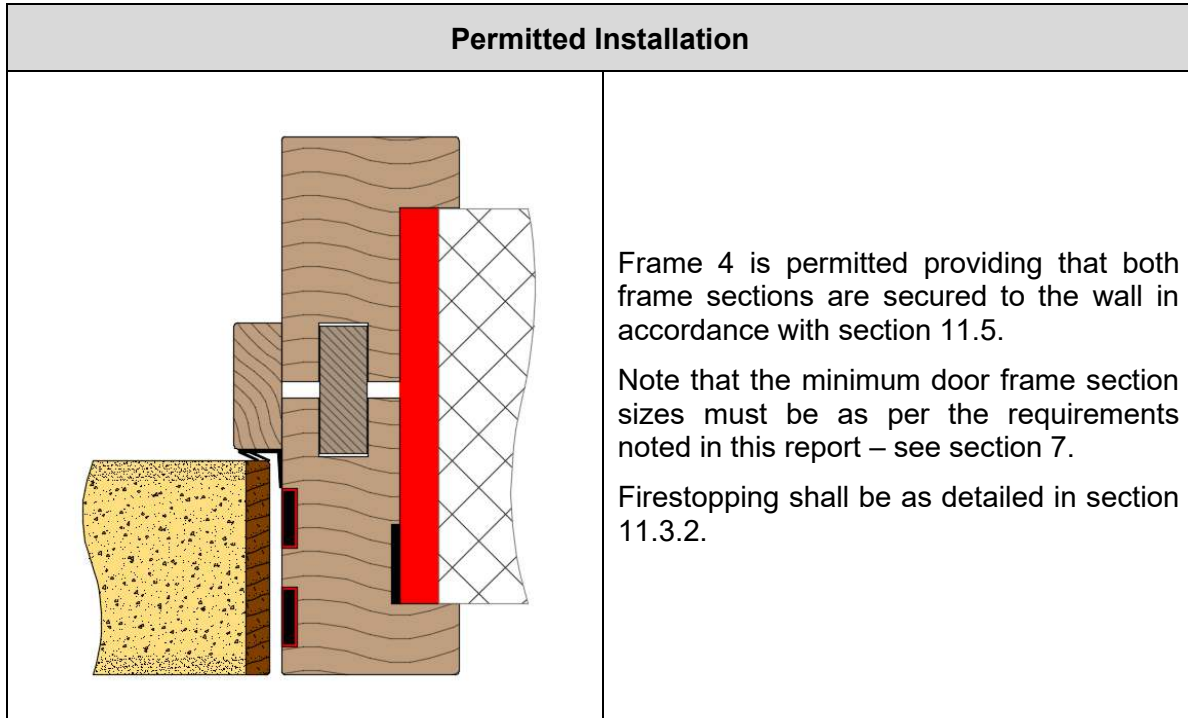 Permitted Installation
Frame 4 is permitted providing that both
frame sections are secured to the wall in
accordance with section 11.5.
Note that the minimum door frame section
sizes must be as per the requirements
noted in this report – see section 7.
Firestopping shall be as detailed in section
11.3.2.